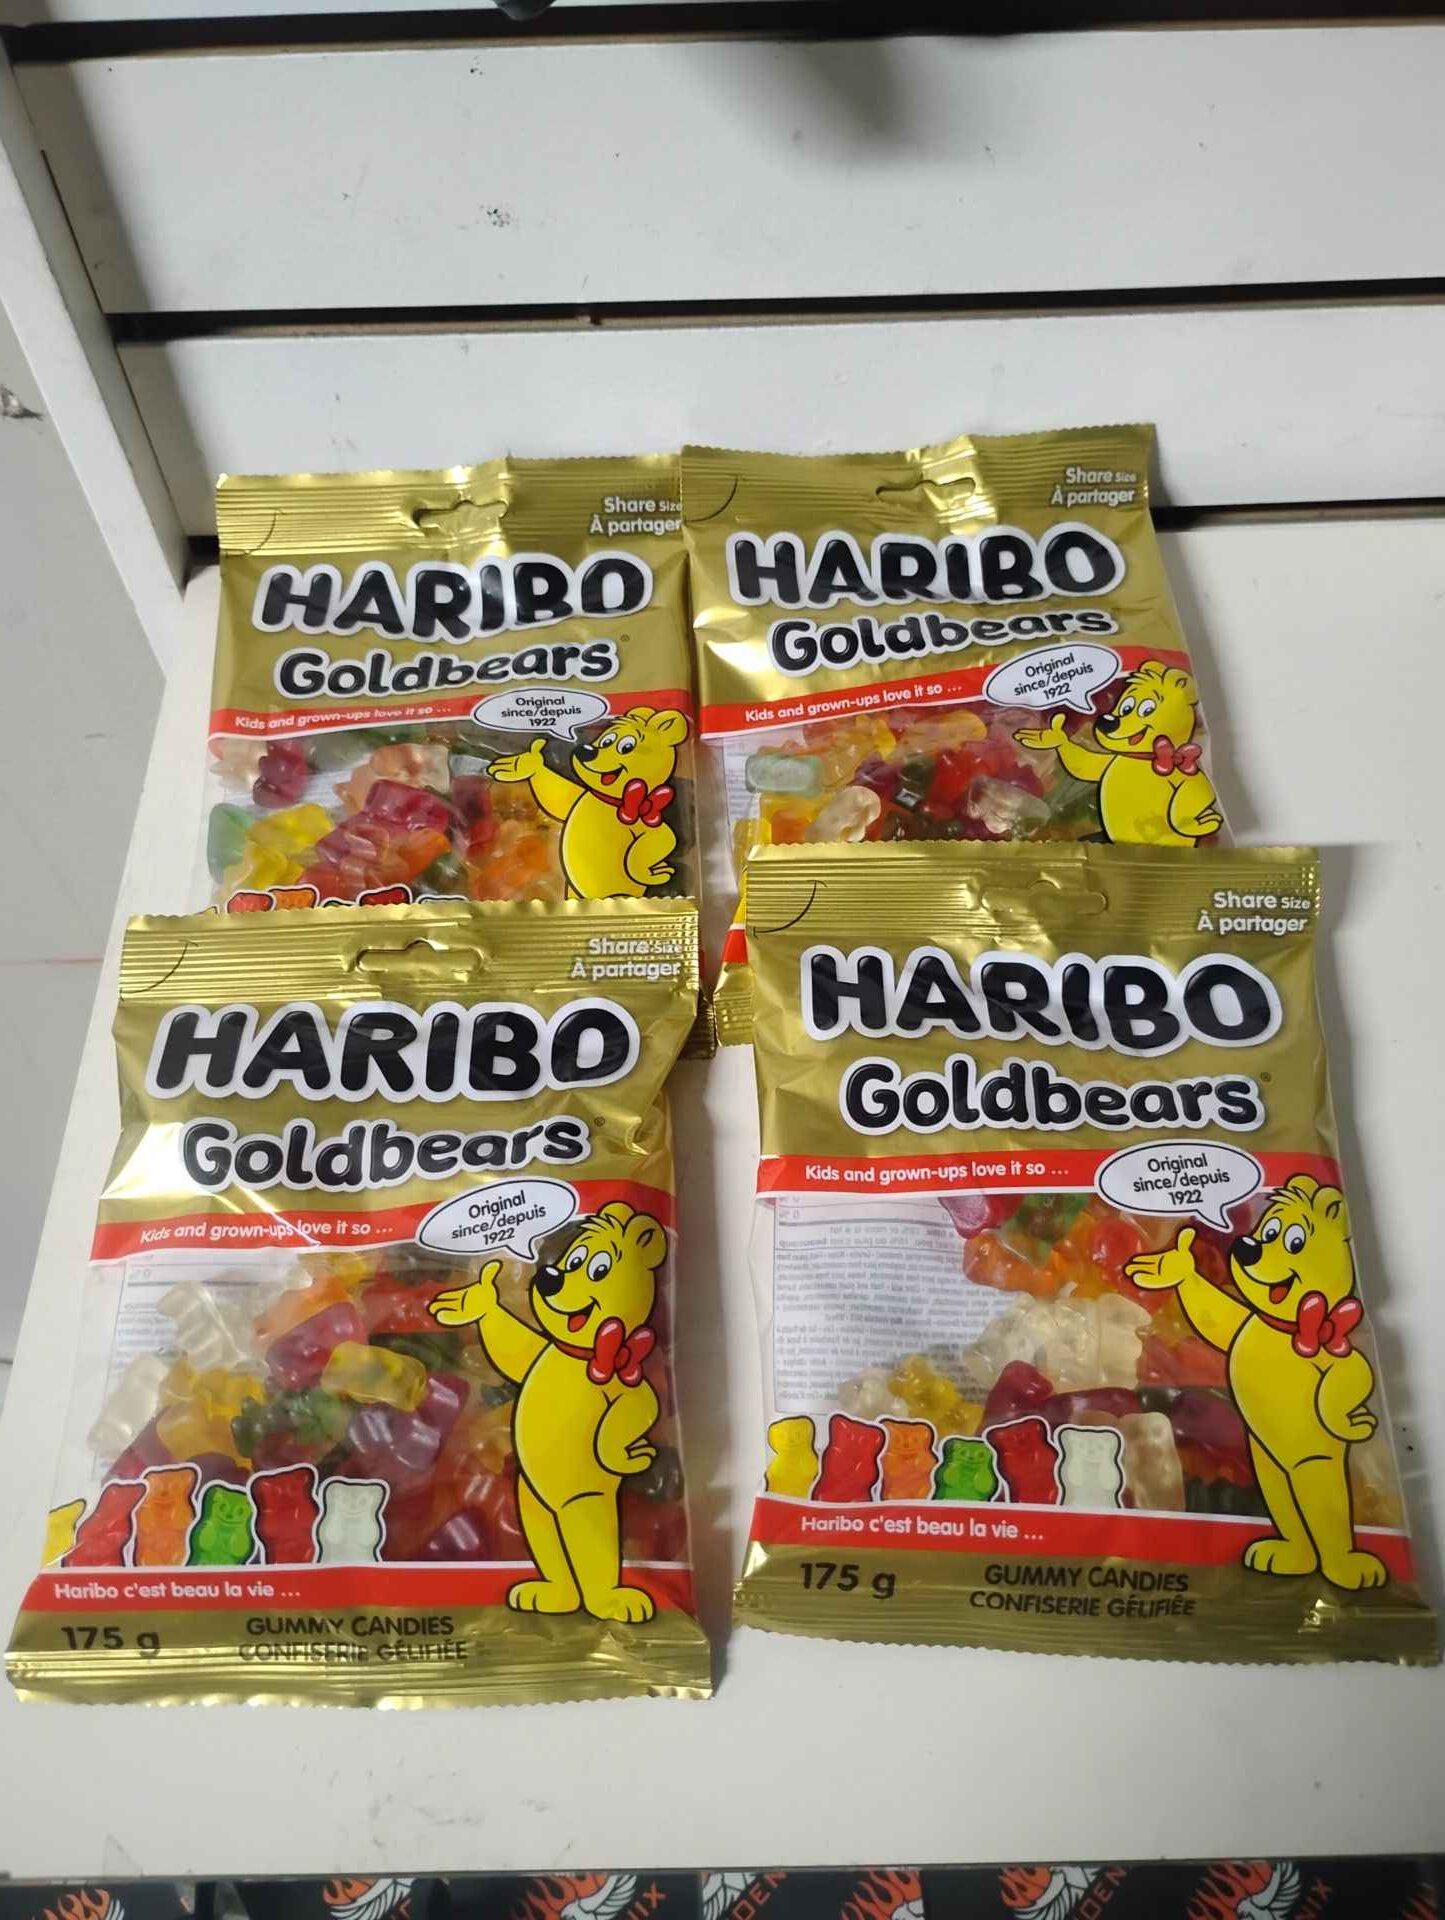 Share Size
À partager
HARIBO
Goldbears®
Kids and grown-ups love it so ...
Original
since/depuis
1922
Share Size
À partager
HARIBO
Goldbears
Kids and grown-ups love it so ...
Original
since/depuis
1922
Share Size
À partager
HARIBO
Goldbears®
Kids and grown-ups love it so ...
Original
since/depuis
1922
Haribo c'est beau la vie ...
175 g
GUMMY CANDIES
CONFISERIE GÉLIFIÉE
Share Size
À partager
HARIBO
Goldbears®
Kids and grown-ups love it so ...
Original
since/depuis
1922
Haribo c'est beau la vie ...
175 g
GUMMY CANDIES
CONFISERIE GÉLIFIÉE